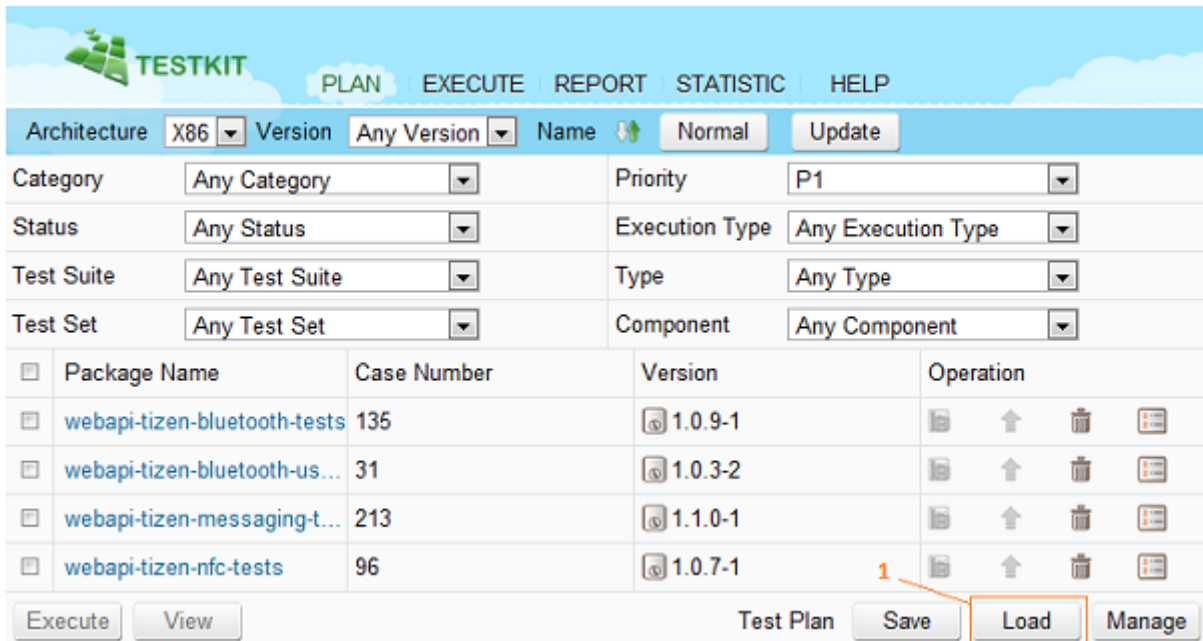 TESTKIT
PLAN EXECUTE REPORT STATISTIC HELP
Architecture X86 Version Any Version Name Normal Update
Category Any Category Priority P1
Status Any Status Execution Type Any Execution Type
Test Suite Any Test Suite Type Any Type
Test Set Any Test Set Component Any Component
Package Name Case Number Version Operation
webapi-tizen-bluetooth-tests 135 1.0.9-1
webapi-tizen-bluetooth-us... 31 1.0.3-2
webapi-tizen-messaging-t... 213 1.1.0-1
webapi-tizen-nfc-tests 96 1.0.7-1 1
Execute View Test Plan Save Load Manage